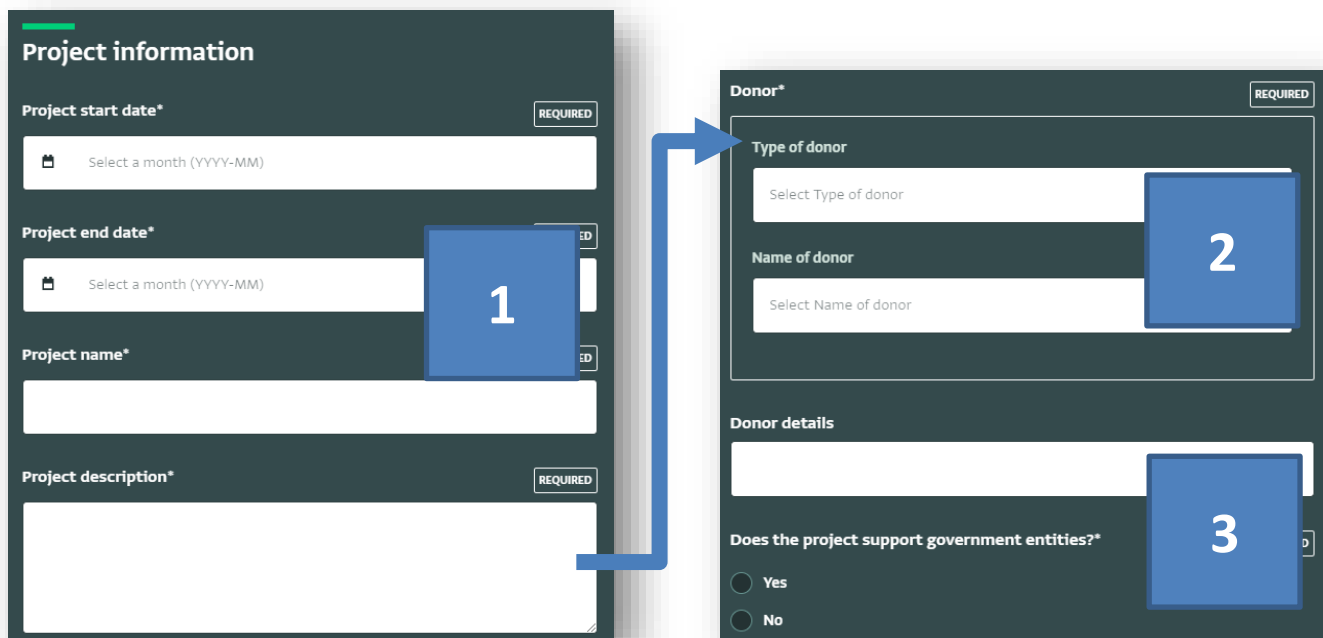 Project information
Project start date*
REQUIRED
Select a month (YYYY-MM)
Project end date*
ED
Select a month (YYYY-MM)
1
Project name*
ED
Project description*
REQUIRED
Donor*
REQUIRED
Type of donor
Select Type of donor
2
Name of donor
Select Name of donor
Donor details
3
Does the project support government entities?*
D
Yes
No